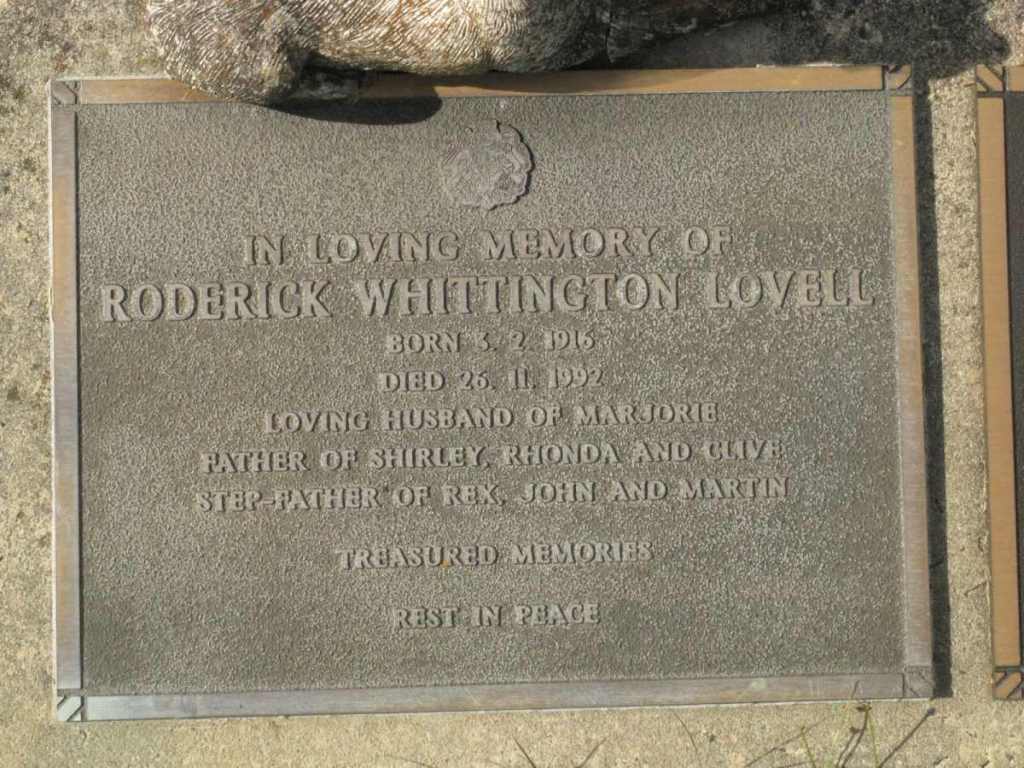 IN LOVING MEMORY OF
RODERICK WHITTINGTON LOVELL
BORN 2. 1916
DIED 26. 11. 1992
LOVING HUSBAND OF MARJORIE
FATHER OF SHIRLEY, RHONDA AND CLIVE
STEP-FATHER OF REX, JOHN AND MARTIN
TREASURED MEMORIES
REST IN PEACE